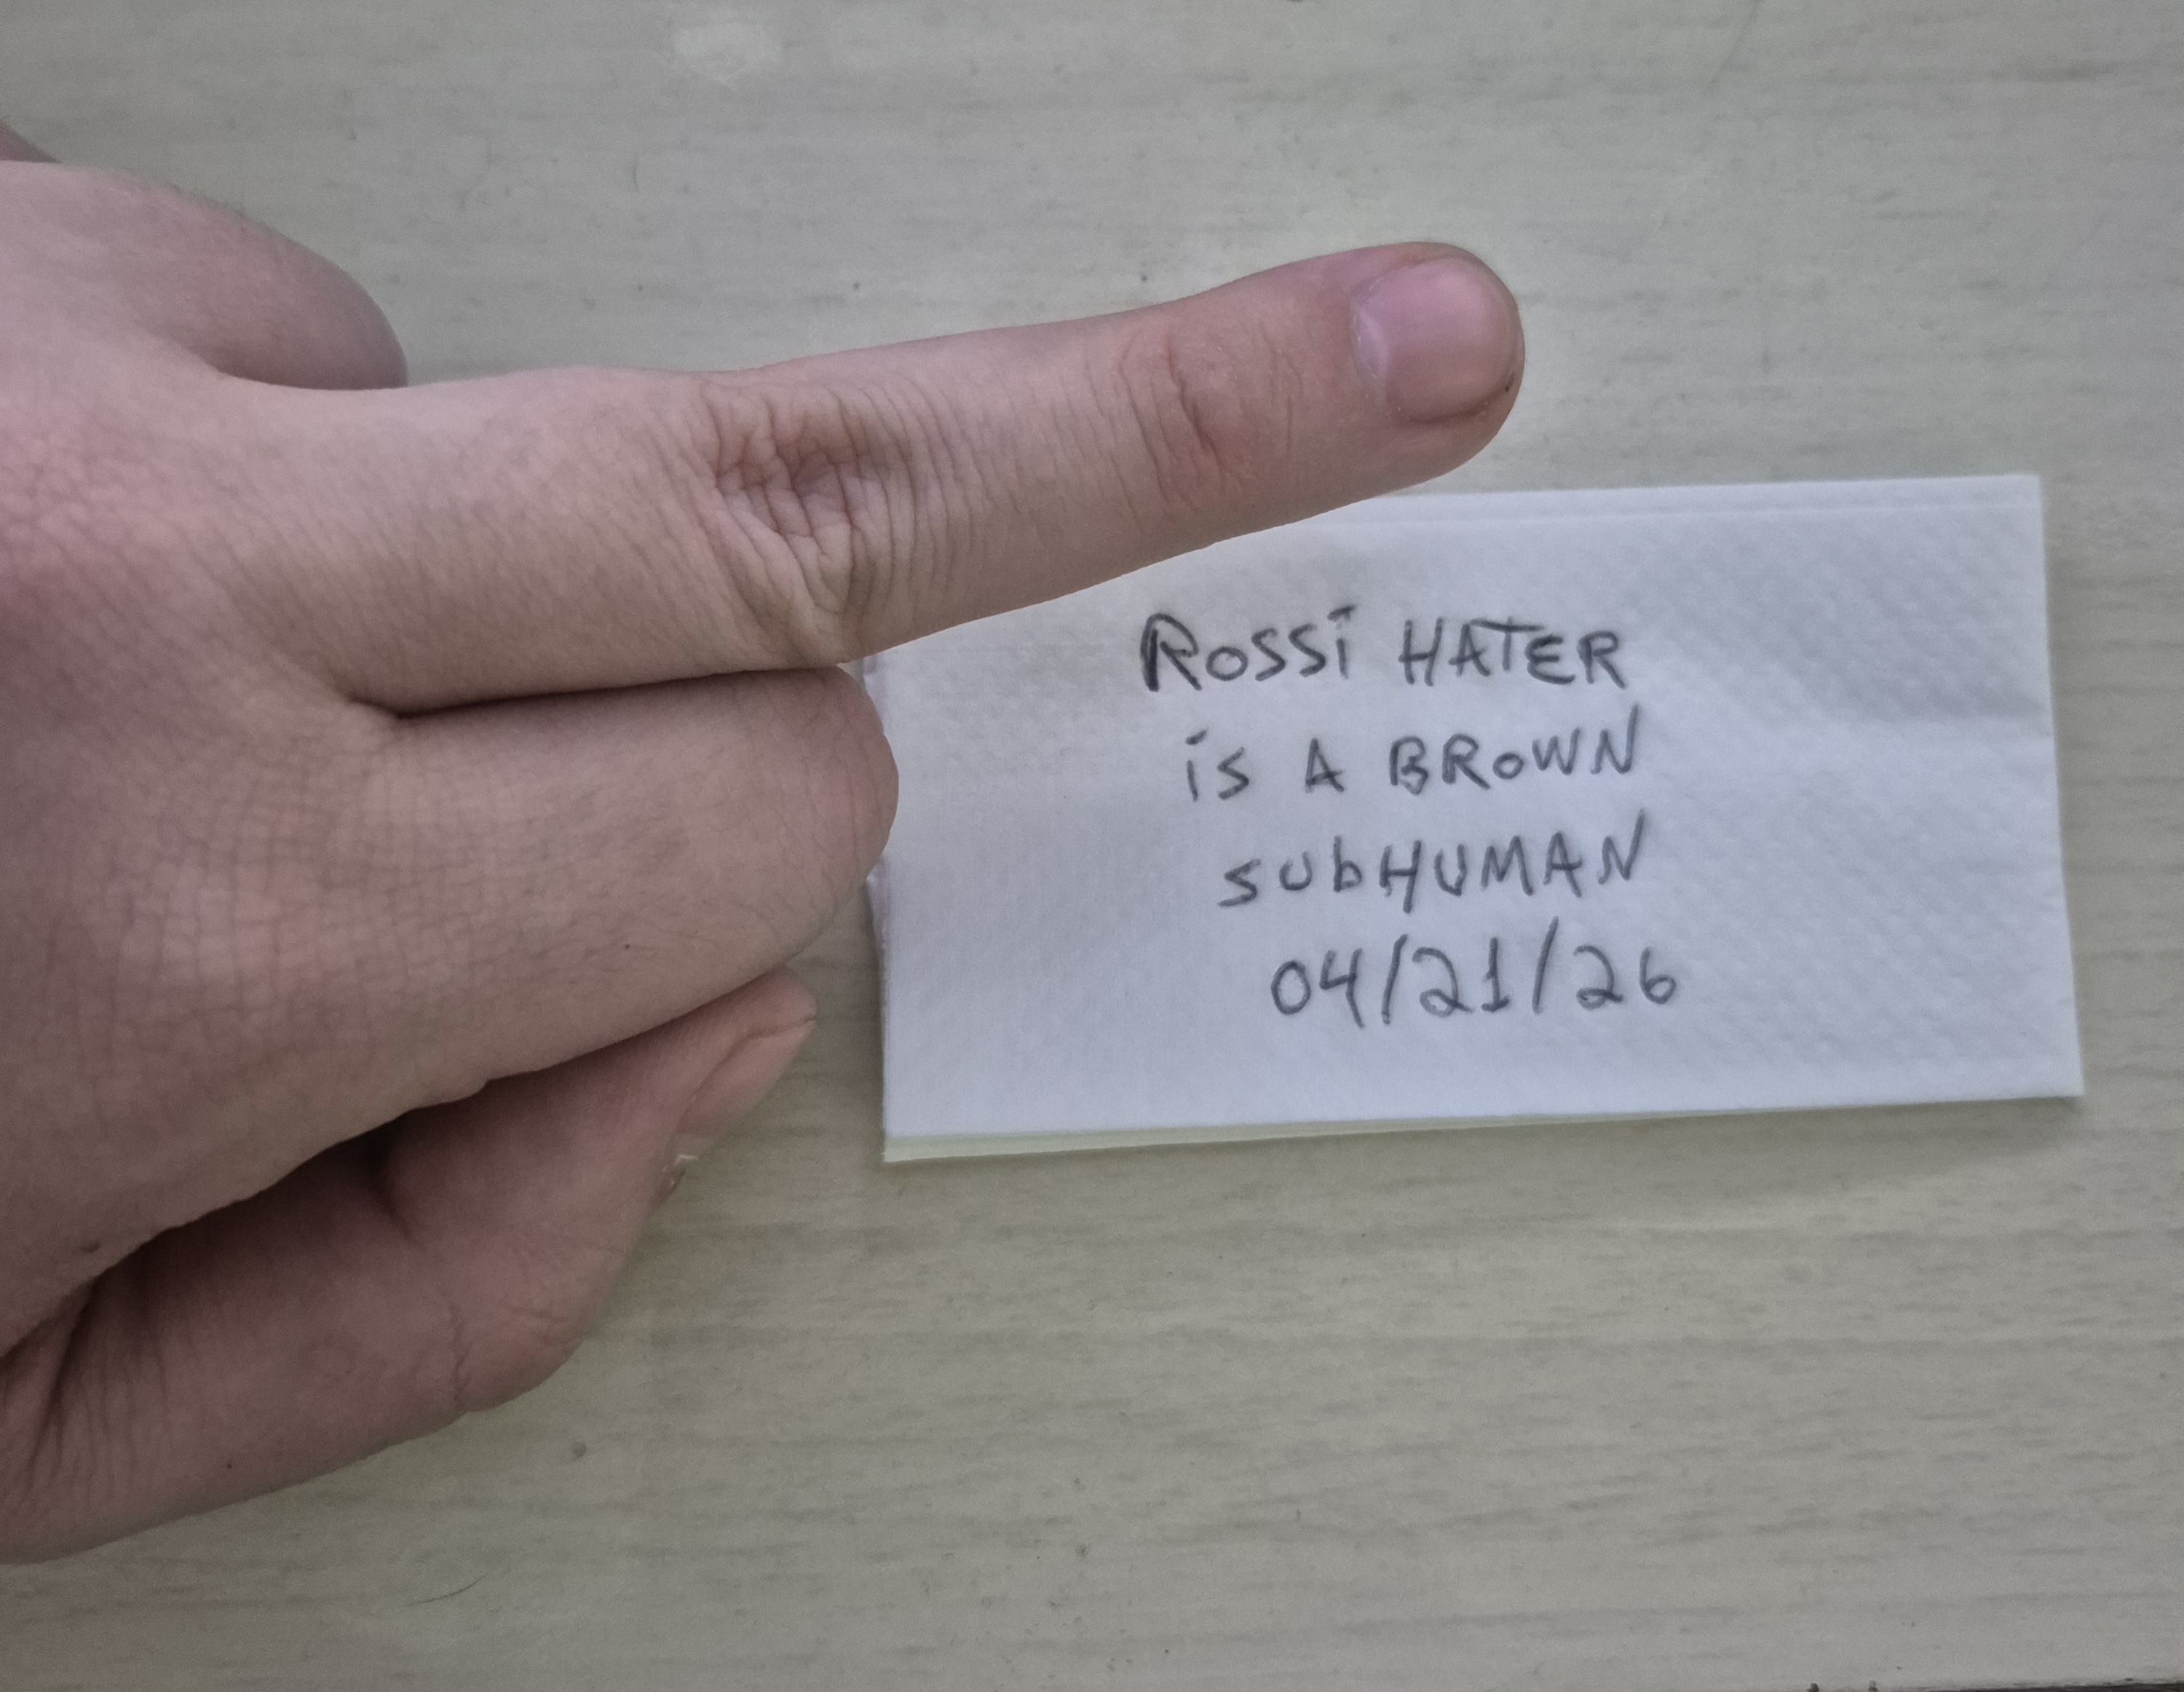 ROSSi HATER
iS A BROWN
SUbHUMAN
04/21/26